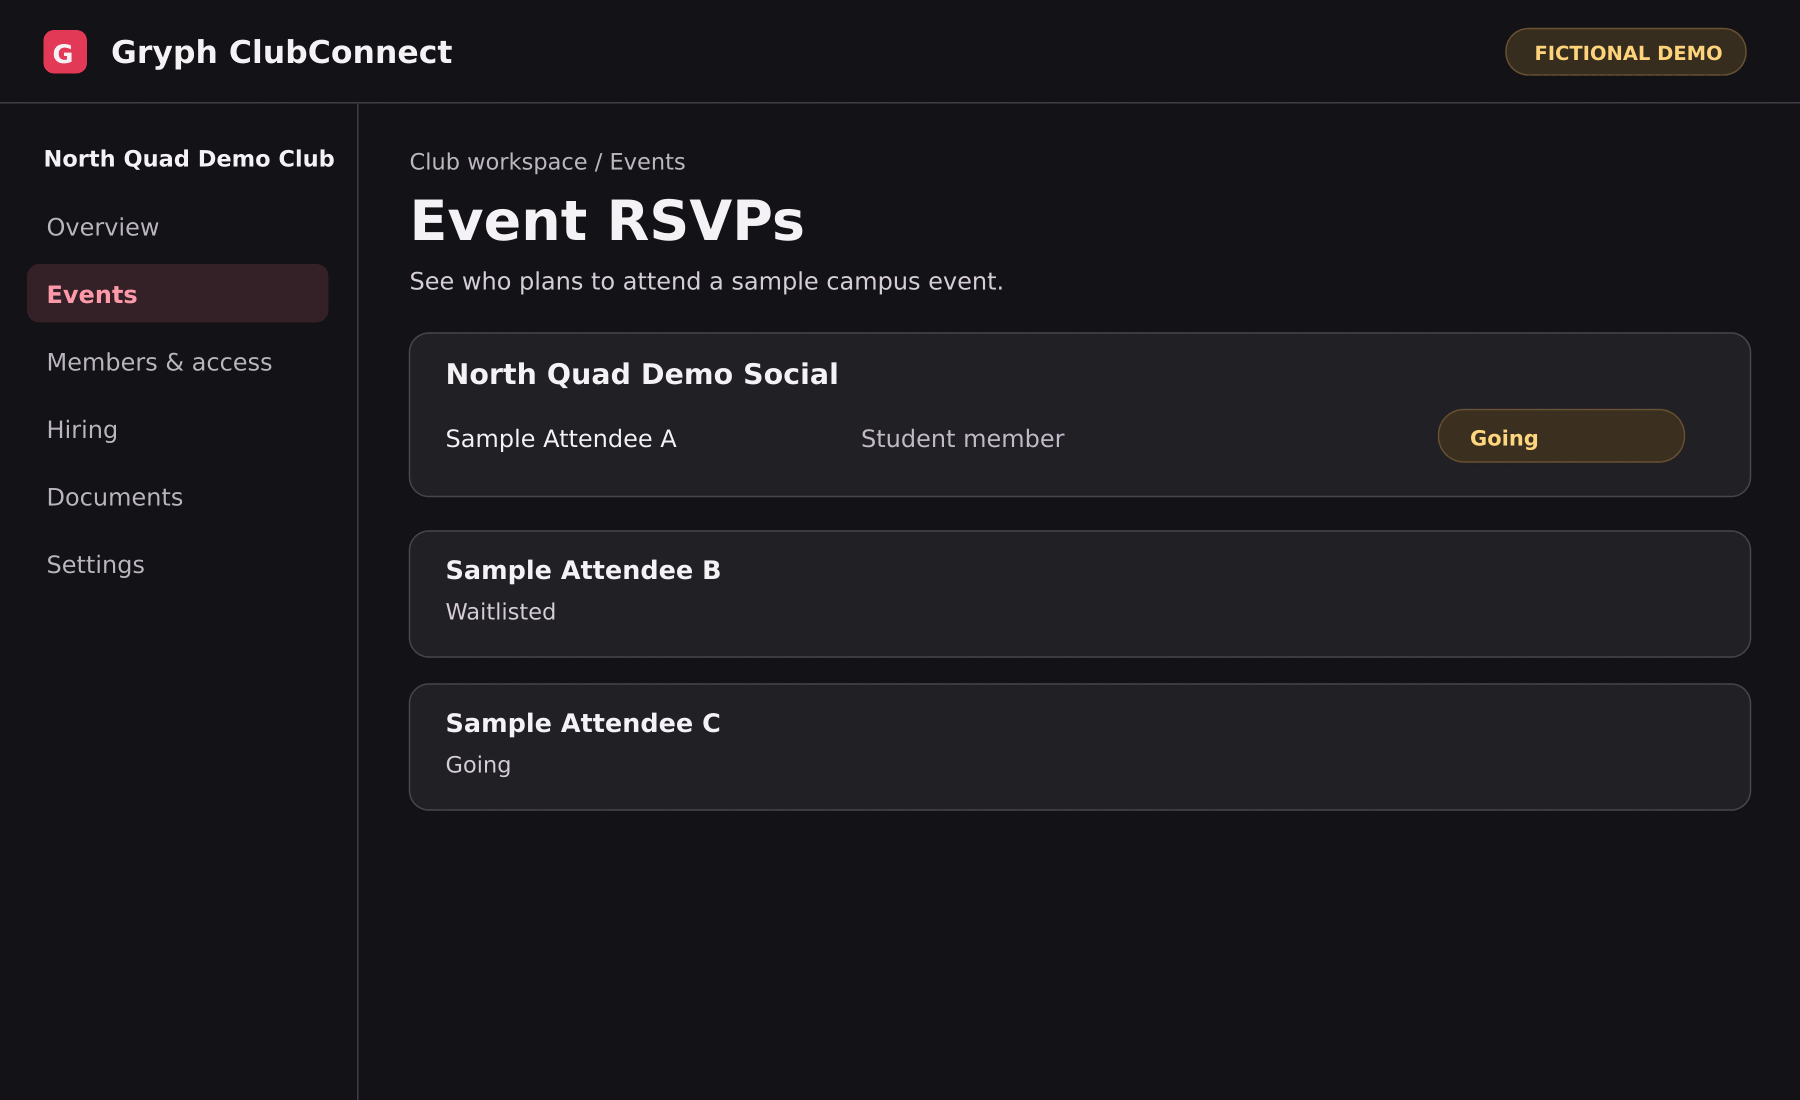 G Gryph ClubConnect
FICTIONAL DEMO
North Quad Demo Club
Overview
Events
Members & access
Hiring
Documents
Settings
Club workspace / Events
Event RSVPs
See who plans to attend a sample campus event.
North Quad Demo Social
Sample Attendee A Student member Going
Sample Attendee B
Waitlisted
Sample Attendee C
Going